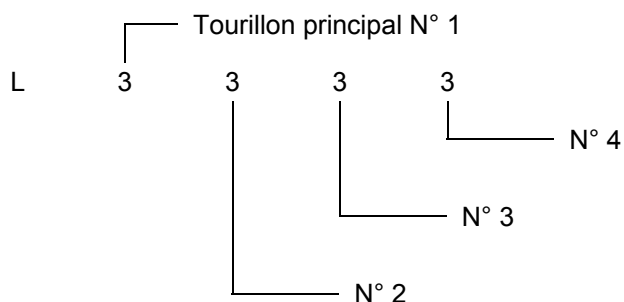 Tourillon principal N° 1
L 3 3 3 3
N° 4
N° 3
N° 2